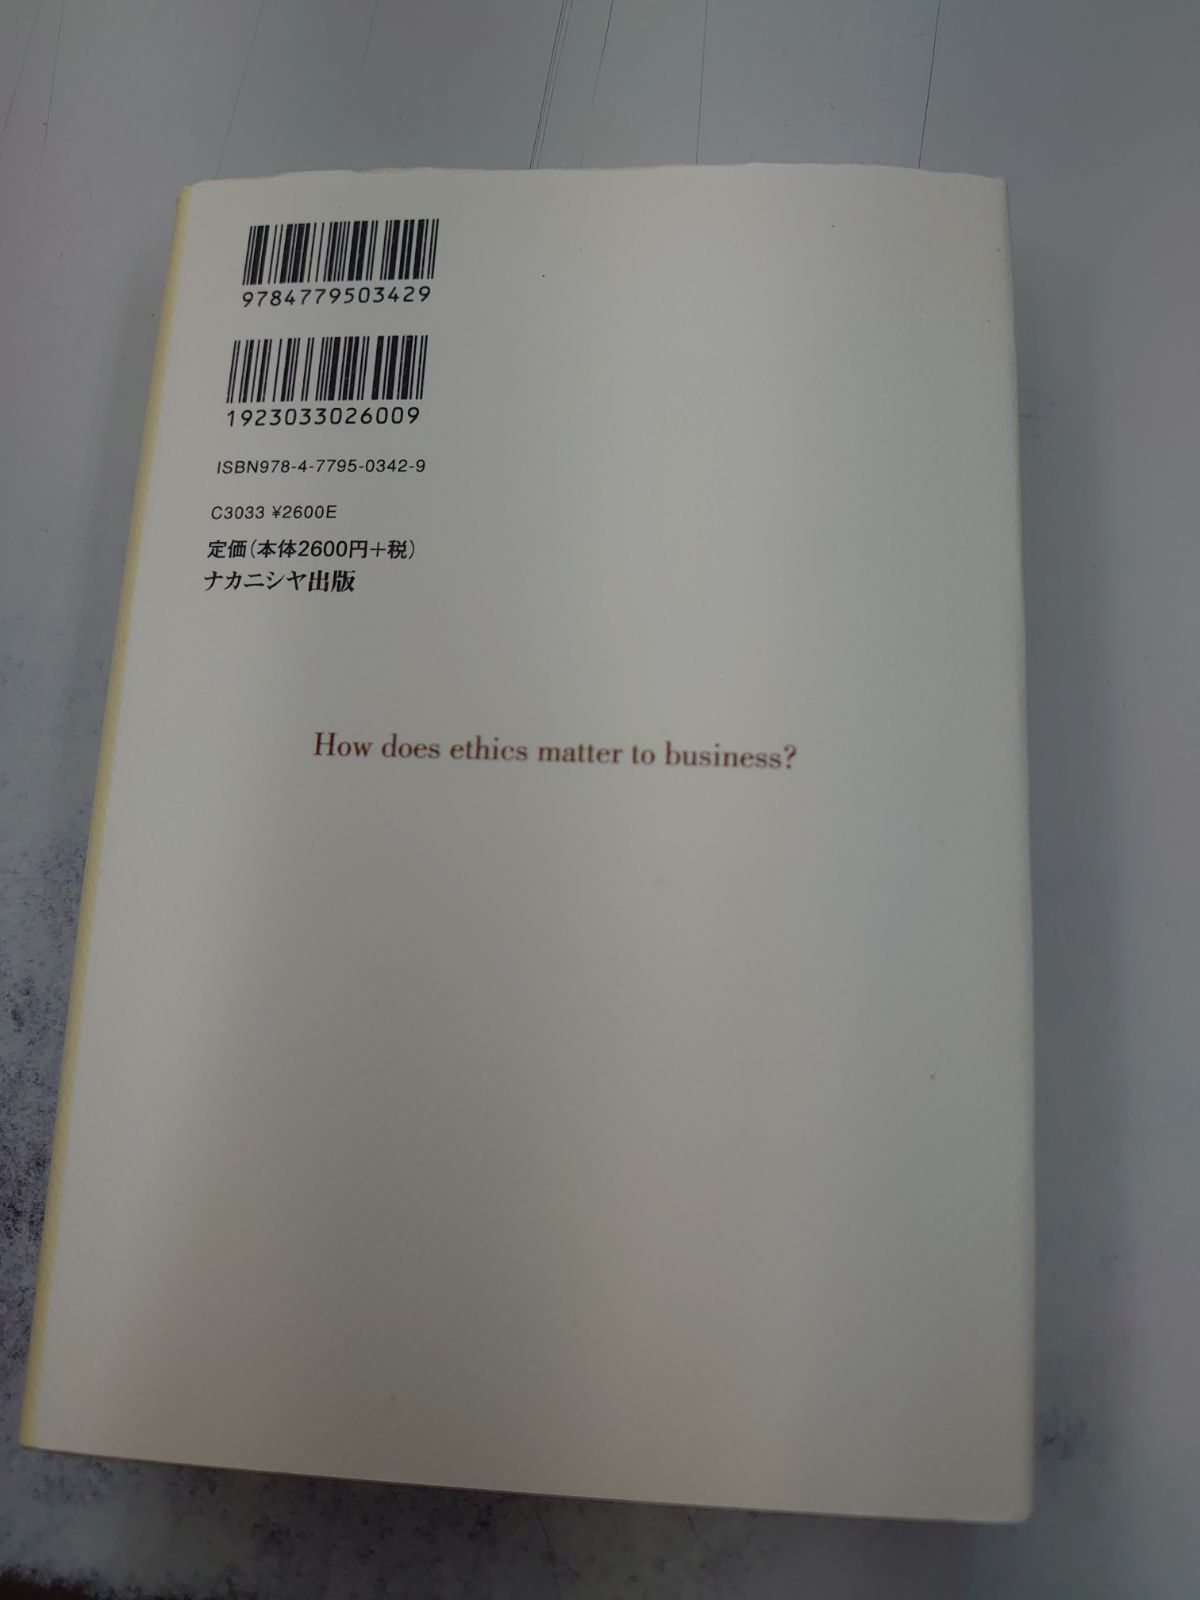 9784779503429
1923033026009
ISBN978-4-7795-0342-9
C3033 ¥2600E
定価(本体2600円+税)
ナカニシヤ出版
How does ethics matter to business?